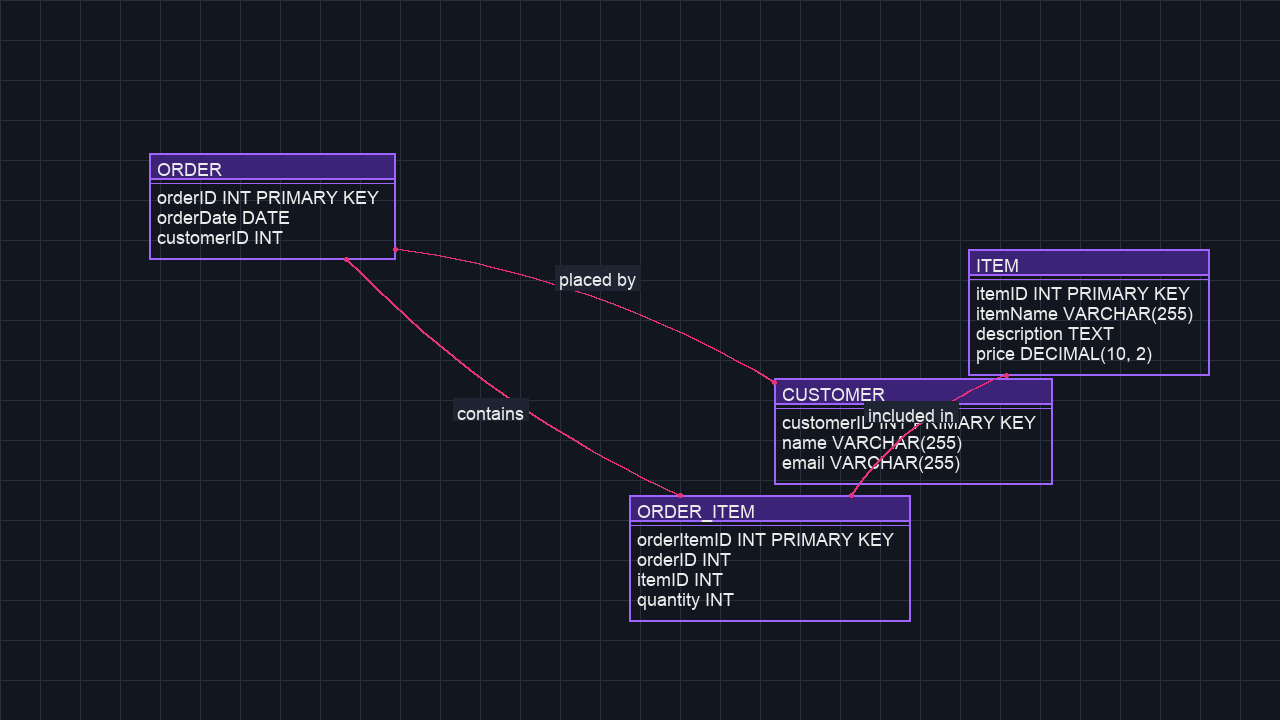 ORDER
orderID INT PRIMARY KEY
orderDate DATE
customerID INT
placed by
contains
ITEM
itemID INT PRIMARY KEY
itemName VARCHAR(255)
description TEXT
price DECIMAL(10, 2)
CUSTOMER
included in
customerID INT PRIMARY KEY
name VARCHAR(255)
email VARCHAR(255)
ORDER_ITEM
orderItemID INT PRIMARY KEY
orderID INT
itemID INT
quantity INT